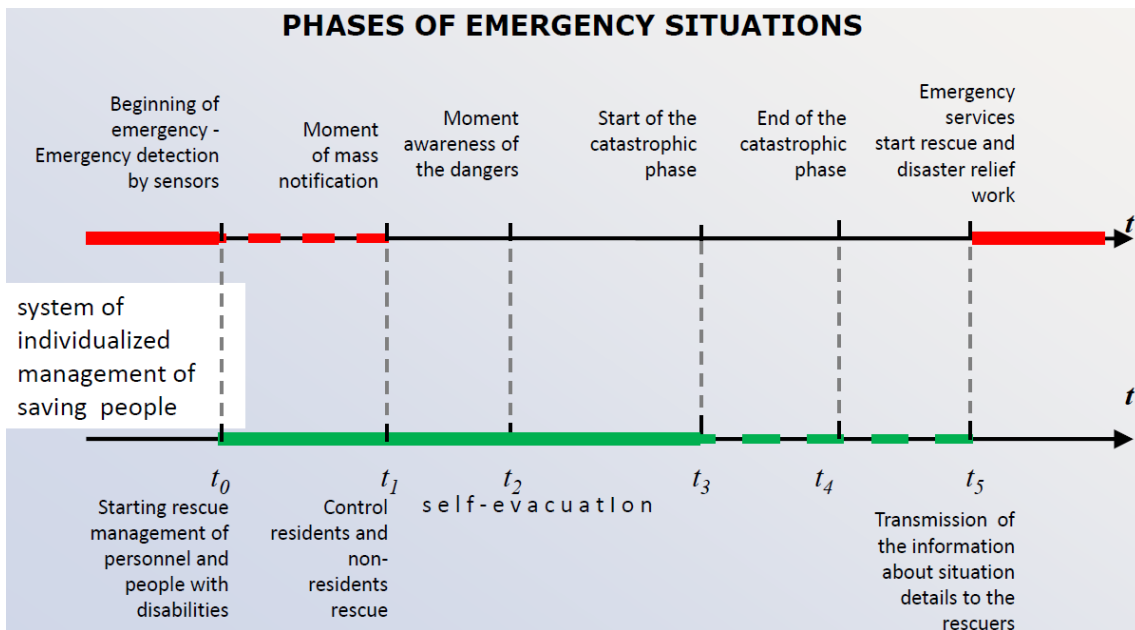 PHASES OF EMERGENCY SITUATIONS
Beginning of
emergency -
Emergency detection
by sensors
Moment
of mass
notification
Moment
awareness of
the dangers
Start of the
catastrophic
phase
End of the
catastrophic
phase
Emergency
services
start rescue and
disaster relief
work
t
system of
individualized
management of
saving people
t
t0
t1
t2
t3
t4
t5
self-evacuation
Starting rescue
management of
personnel and
people with
disabilities
Control
residents and
non-
residents
rescue
Transmission of
the information
about situation
details to the
rescuers